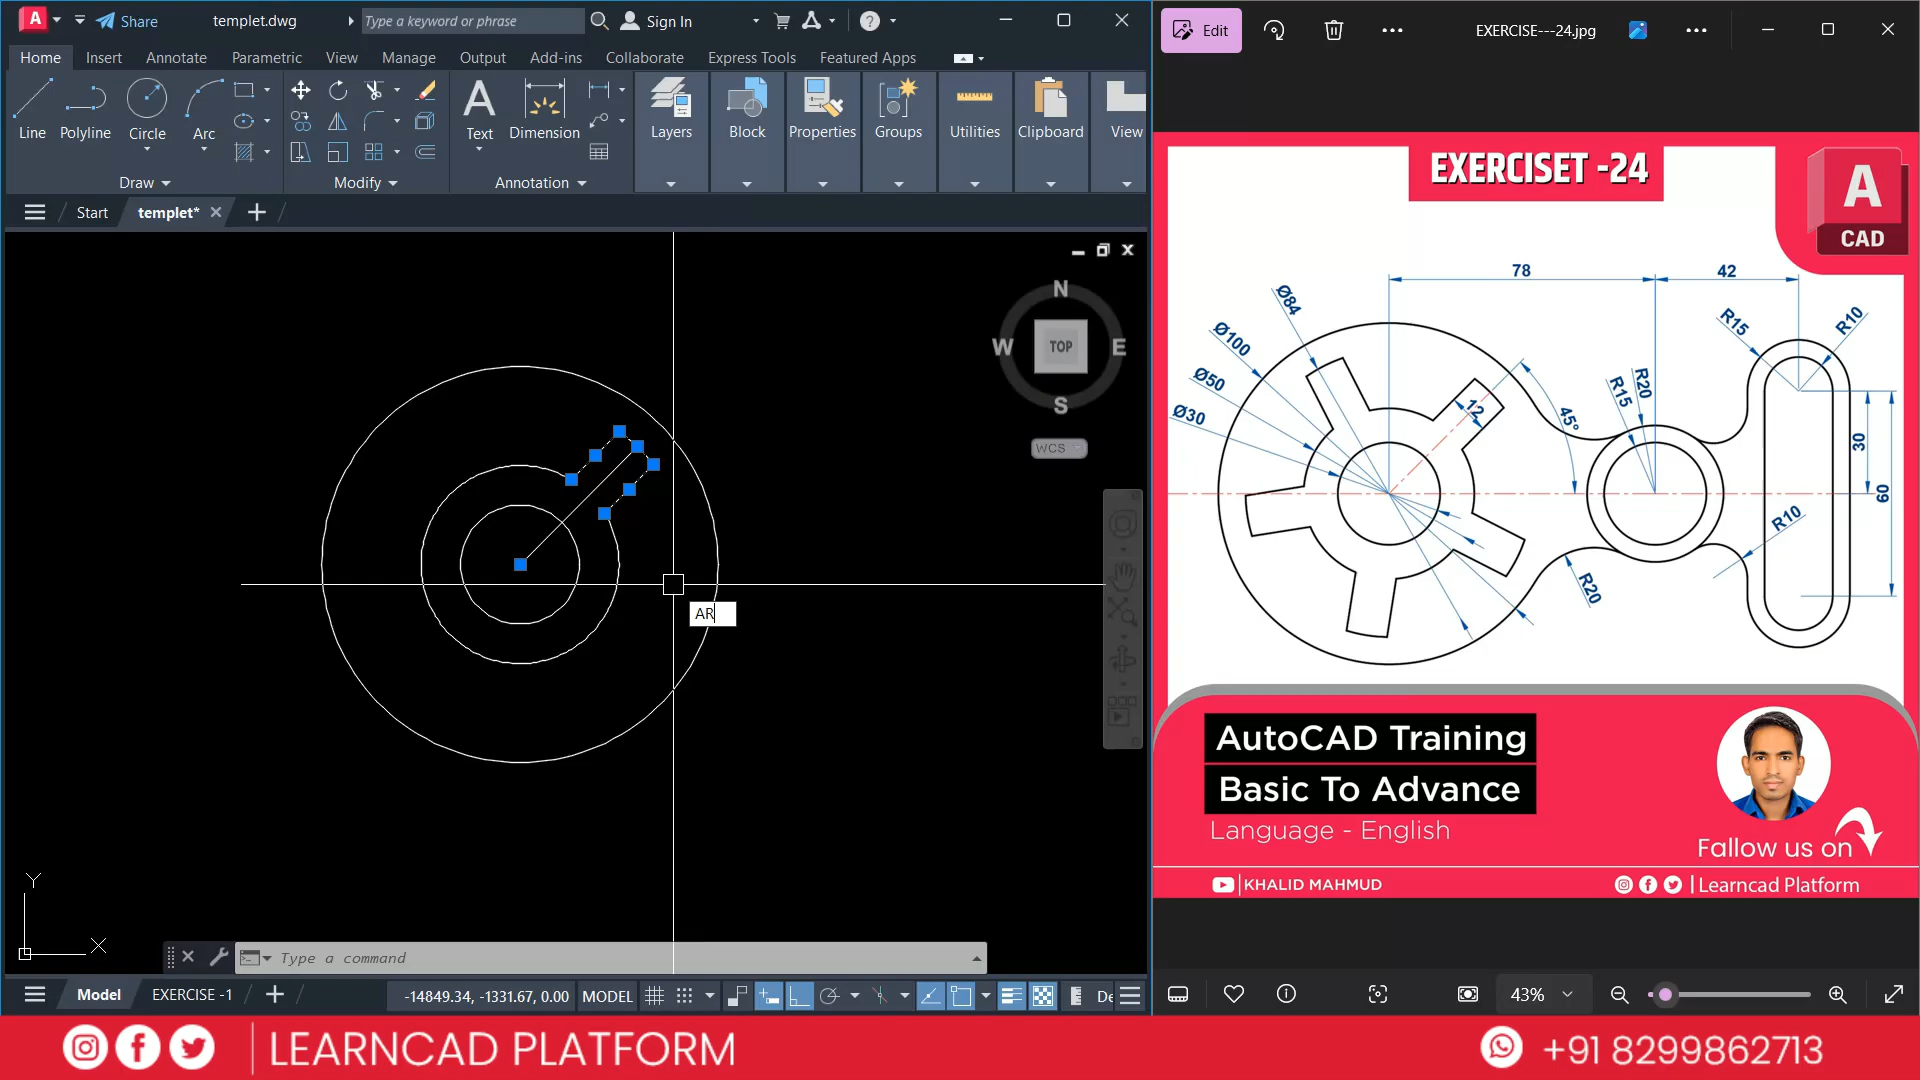 A
Share
templet.dwg
Type a keyword or phrase
Sign In
?
EXERCISE---24.jpg
Edit
Home
Insert
Annotate
Parametric
View
Manage
Output
Add-ins
Collaborate
Express Tools
Featured Apps
Line
Polyline
Circle
Arc
A
Text
Dimension
Layers
Block
Properties
Groups
Utilities
Clipboard
View
Draw
Modify
Annotation
Start
templet*
EXERCISET -24
A
CAD
N
W
TOP
E
S
WCS
AR
78
42
Ø84
Ø100
Ø50
Ø30
12
45°
R15
R20
R15
R10
30
60
R10
R20
AutoCAD Training
Basic To Advance
Language - English
Fallow us on
KHALID MAHMUD
| Learncad Platform
Y
X
Type a command
Model
EXERCISE -1
-14849.34, -1331.67, 0.00
MODEL
De
43%
LEARNCAD PLATFORM
+91 8299862713